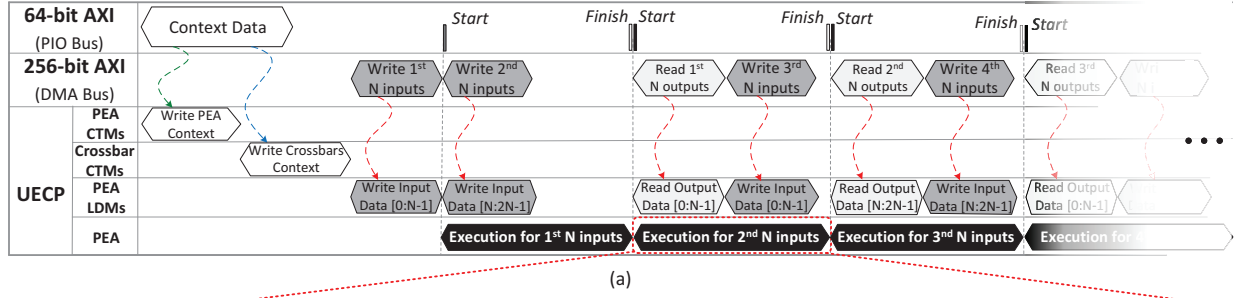 64-bit AXI
(PIO Bus)
Context Data
Start
Finish
Start
Finish
Start
Finish
Start
256-bit AXI
(DMA Bus)
Write 1st
N inputs
Write 2nd
N inputs
Read 1st
N outputs
Write 3rd
N inputs
Read 2nd
N outputs
Write 4th
N inputs
Read 3rd
N outputs
UECP
PEA
CTMs
Write PEA
Context
Crossbar
CTMs
Write Crossbars
Context
PEA
LDMs
Write Input
Data [0:N-1]
Write Input
Data [N:2N-1]
Read Output
Data [0:N-1]
Write Input
Data [0:N-1]
Read Output
Data [N:2N-1]
Write Input
Data [N:2N-1]
Read Output
Data [0:N-1]
PEA
Execution for 1st N inputs
Execution for 2nd N inputs
Execution for 3nd N inputs
Execution for
(a)